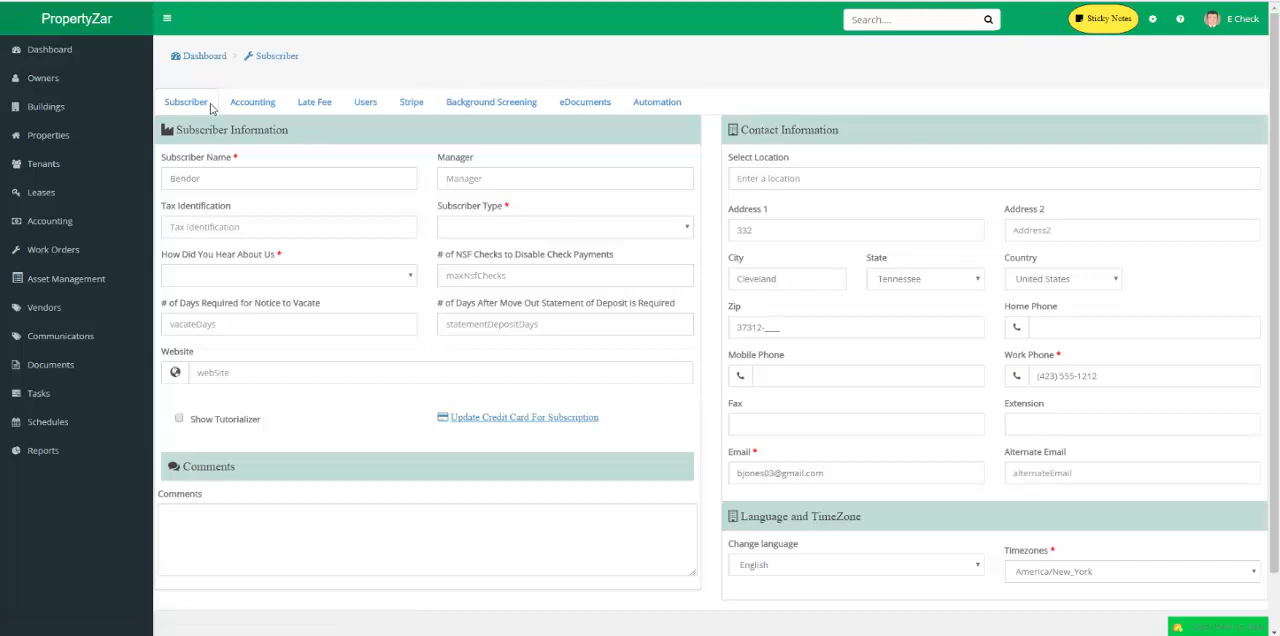 PropertyZar
Search....
Sticky Notes
E Check
Dashboard
Owners
Buildings
Properties
Tenants
Leases
Accounting
Work Orders
Asset Management
Vendors
Communicatons
Documents
Tasks
Schedules
Reports
Dashboard > Subscriber
Subscriber Accounting Late Fee Users Stripe Background Screening eDocuments Automation
Subscriber Information
Subscriber Name *
Manager
Bendor
Manager
Tax Identification
Subscriber Type *
Tax Identification
How Did You Hear About Us *
# of NSF Checks to Disable Check Payments
maxNsfChecks
# of Days Required for Notice to Vacate
# of Days After Move Out Statement of Deposit is Required
vacateDays
statementDepositDays
Website
webSite
Show Tutorializer
Update Credit Card For Subscription
Comments
Comments
Contact Information
Select Location
Enter a location
Address 1
Address 2
332
Address2
City
State
Country
Cleveland
Tennessee
United States
Zip
Home Phone
37312-____
Mobile Phone
Work Phone *
(423) 555-1212
Fax
Extension
Email *
Alternate Email
bjones03@gmail.com
alternateEmail
Language and TimeZone
Change language
Timezones *
English
America/New_York